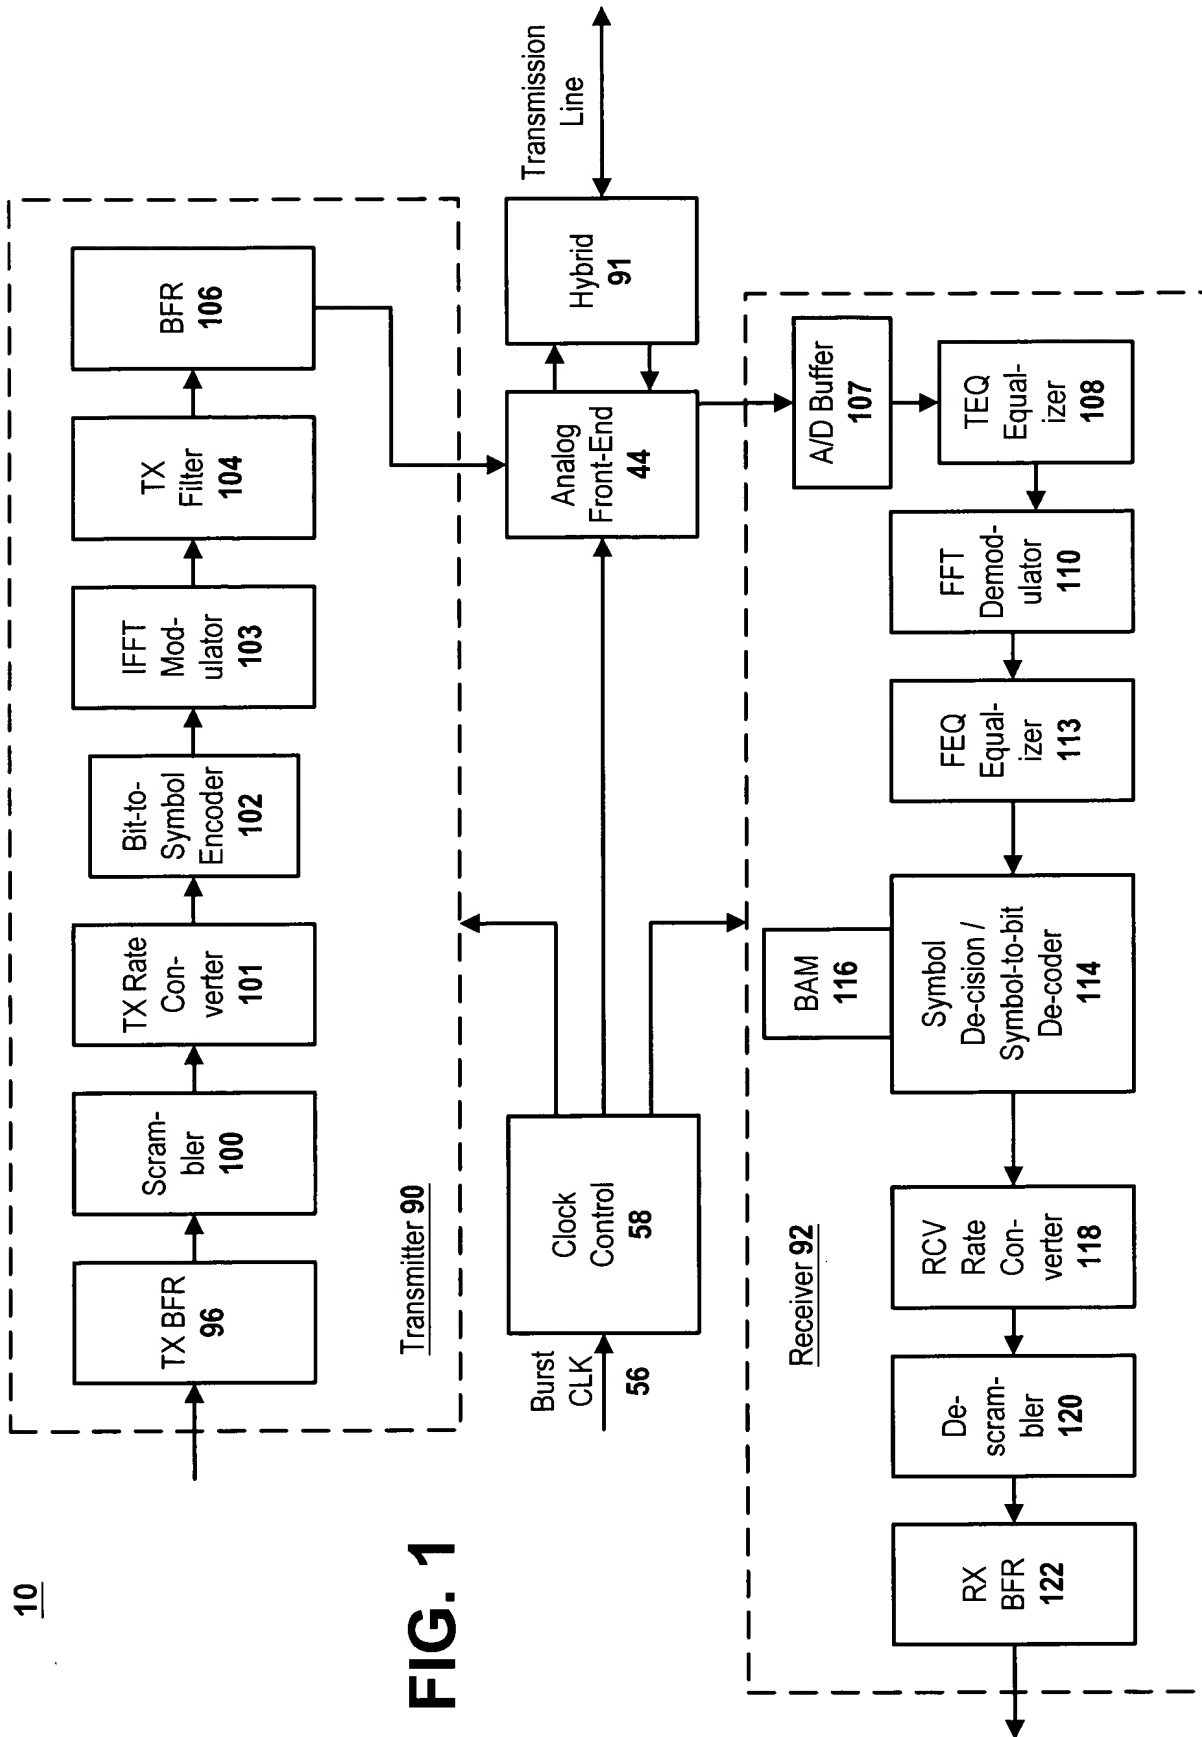 10
TX BFR
96
Scram-
bler
100
TX Rate
Con-
verter
101
Bit-to-
Symbol
Encoder
102
IFFT
Mod-
ulator
103
TX
Filter
104
BFR
106
Transmitter 90
Burst
CLK
56
Clock
Control
58
Analog
Front-End
44
Hybrid
91
Transmission
Line
Receiver 92
A/D Buffer
107
TEQ
Equal-
izer
108
FFT
Demod-
ulator
110
FEQ
Equal-
izer
113
BAM
116
Symbol
De-cision /
Symbol-to-bit
De-coder
114
RCV
Rate
Con-
verter
118
De-
scram-
bler
120
RX
BFR
122
FIG. 1